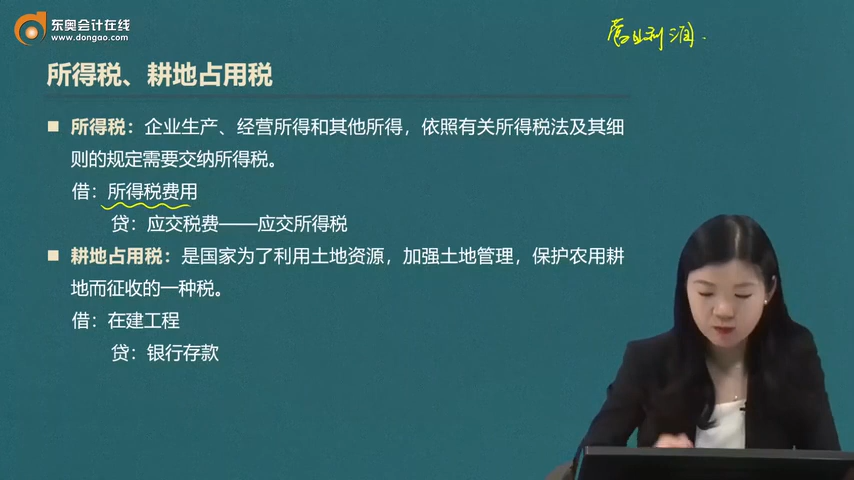 东奥会计在线
www.dongao.com
营业利润.
所得税、耕地占用税
所得税：企业生产、经营所得和其他所得，依照有关所得税法及其细
则的规定需要交纳所得税。
借：所得税费用
贷：应交税费——应交所得税
耕地占用税：是国家为了利用土地资源，加强土地管理，保护农用耕
地而征收的一种税。
借：在建工程
贷：银行存款